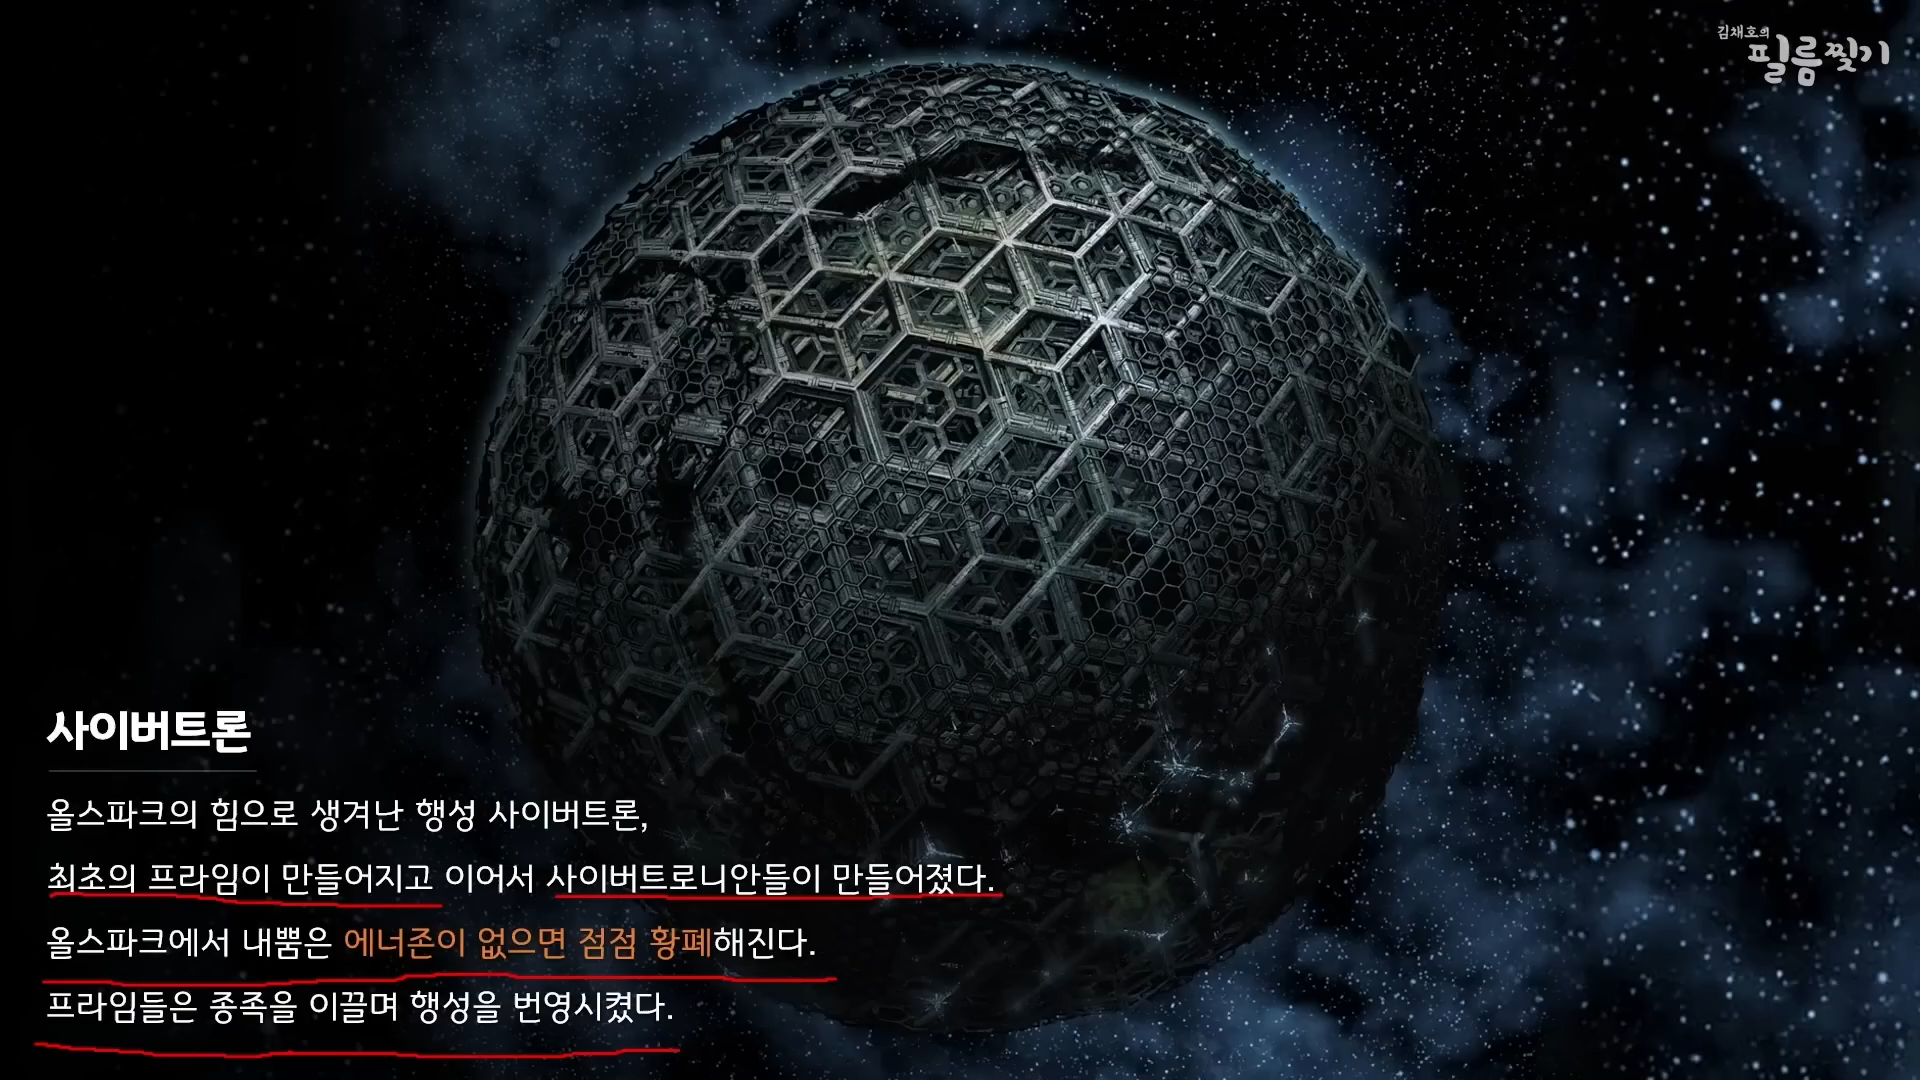 김채호의
필름찢기
사이버트론
올스파크의 힘으로 생겨난 행성 사이버트론,
최초의 프라임이 만들어지고 이어서 사이버트로니안들이 만들어졌다.
올스파크에서 내뿜은 에너존이 없으면 점점 황폐해진다.
프라임들은 종족을 이끌며 행성을 번영시켰다.